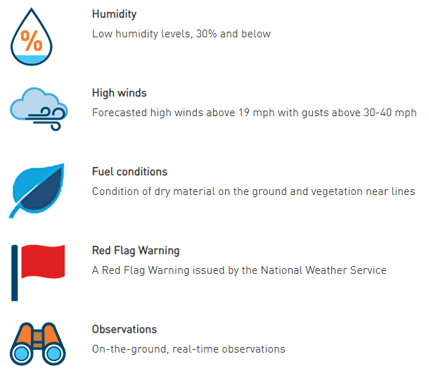 Humidity
%
Low humidity levels, 30% and below
High winds
Forecasted high winds above 19 mph with gusts above 30-40 mph
Fuel conditions
Condition of dry material on the ground and vegetation near lines
Red Flag Warning
A Red Flag Warning issued by the National Weather Service
Observations
On-the-ground, real-time observations